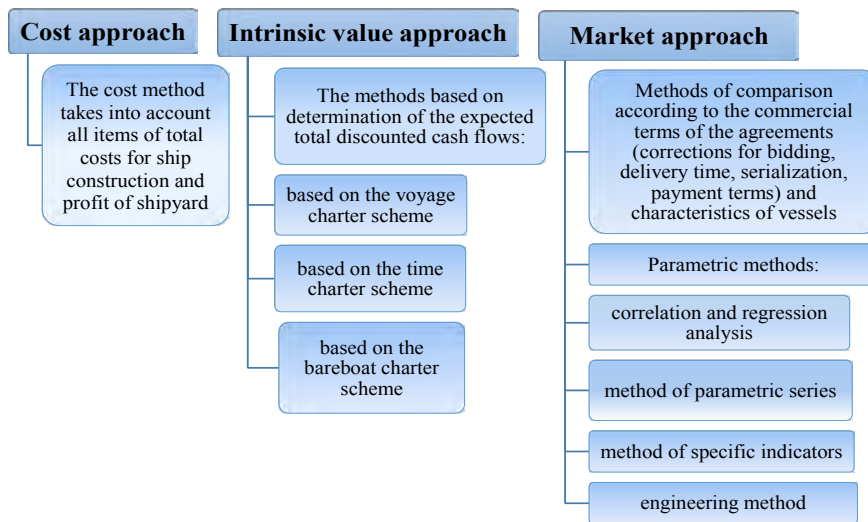 Cost approach
The cost method
takes into account
all items of total
costs for ship
construction and
profit of shipyard
Intrinsic value approach
The methods based on
determination of the expected
total discounted cash flows:
based on the voyage
charter scheme
based on the time
charter scheme
based on the
bareboat charter
scheme
Market approach
Methods of comparison
according to the commercial
terms of the agreements
(corrections for bidding,
delivery time, serialization,
payment terms) and
characteristics of vessels
Parametric methods:
correlation and regression
analysis
method of parametric series
method of specific indicators
engineering method